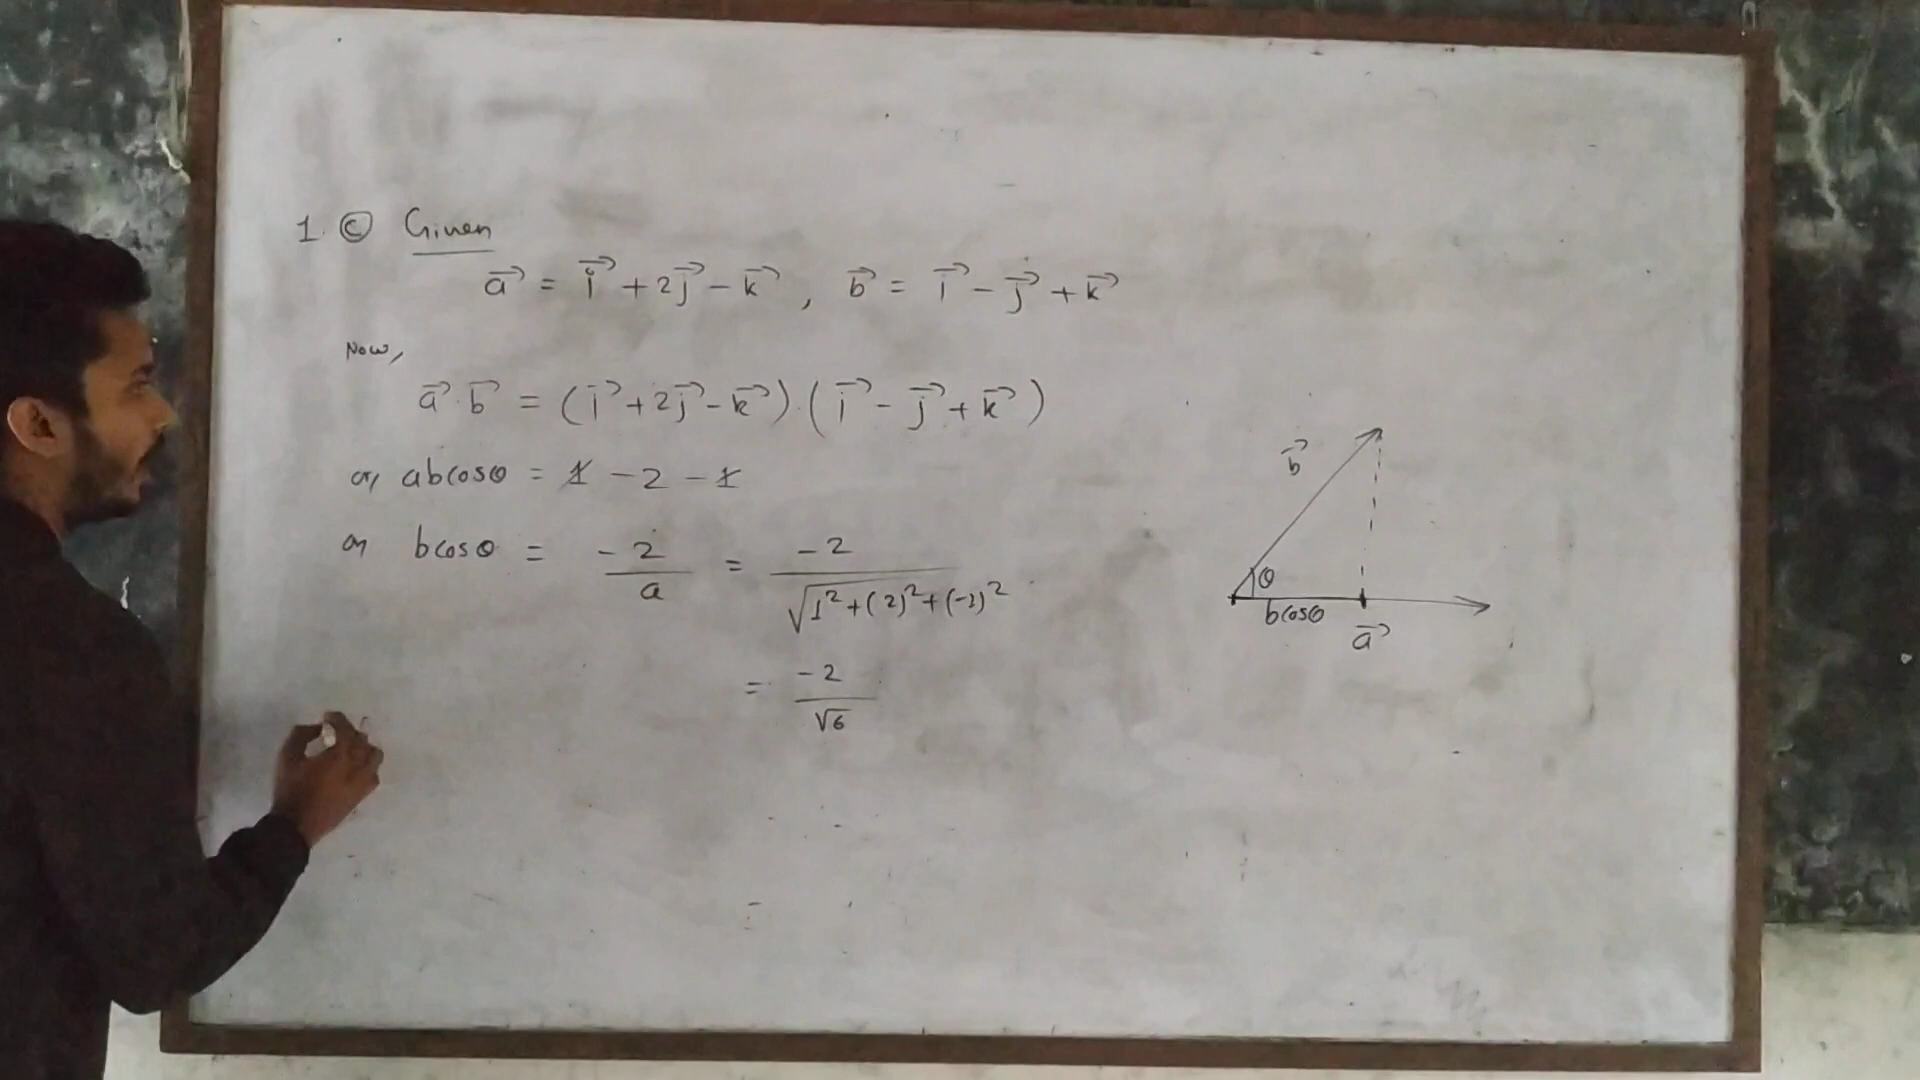 1. ⓒ Given
a⃗ = i⃗ + 2j⃗ - k⃗ , b⃗ = i⃗ - j⃗ + k⃗
Now,
a⃗ . b⃗ = (i⃗ + 2j⃗ - k⃗) . (i⃗ - j⃗ + k⃗)
or, abcosθ = 1 - 2 - 1
or bcosθ = -2/a = -2/√(1² + (2)² + (-1)²)
= -2/√6
b⃗
θ
bcosθ
a⃗